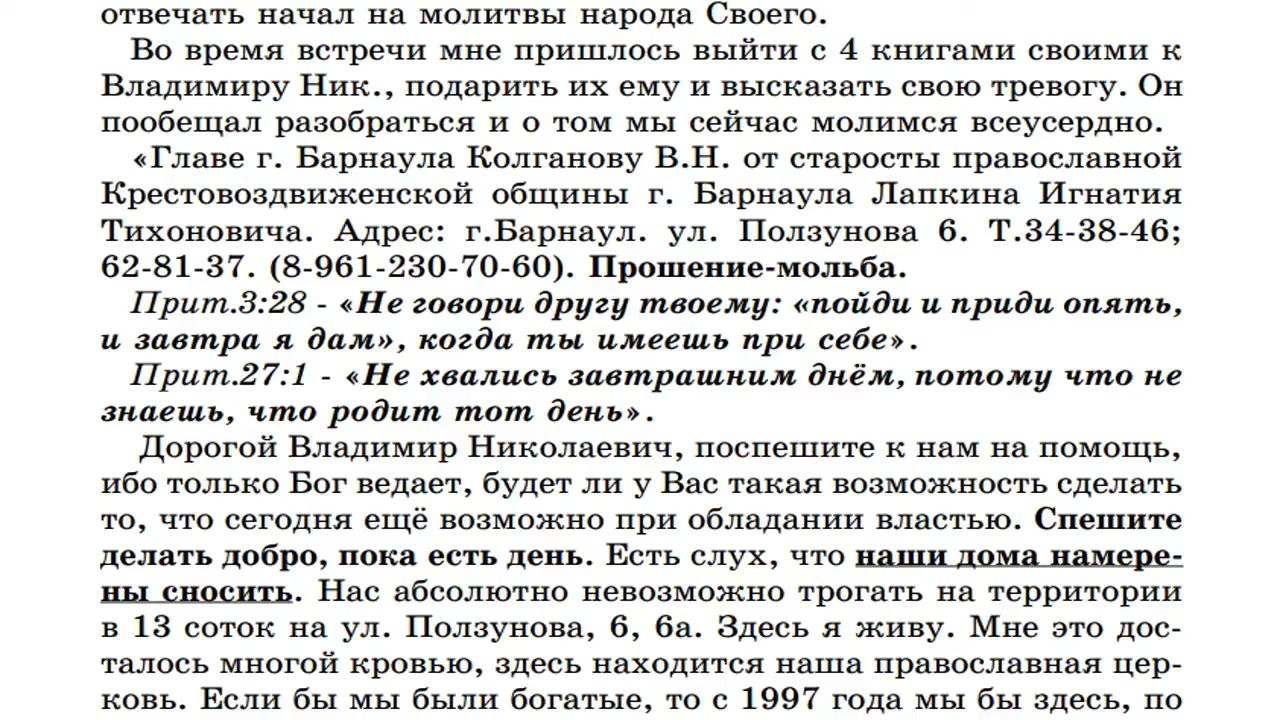 отвечать начал на молитвы народа Своего.
Во время встречи мне пришлось выйти с 4 книгами своими к
Владимиру Ник., подарить их ему и высказать свою тревогу. Он
пообещал разобраться и о том мы сейчас молимся всеусердно.
«Главе г. Барнаула Колганову В.Н. от старосты православной
Крестовоздвиженской общины г. Барнаула Лапкина Игнатия
Тихоновича. Адрес: г.Барнаул. ул. Ползунова 6. Т.34-38-46;
62-81-37. (8-961-230-70-60). Прошение-мольба.
Прит.3:28 - «Не говори другу твоему: «пойди и приди опять,
и завтра я дам», когда ты имеешь при себе».
Прит.27:1 - «Не хвались завтрашним днём, потому что не
знаешь, что родит тот день».
Дорогой Владимир Николаевич, поспешите к нам на помощь,
ибо только Бог ведает, будет ли у Вас такая возможность сделать
то, что сегодня ещё возможно при обладании властью. Спешите
делать добро, пока есть день. Есть слух, что наши дома намере-
ны сносить. Нас абсолютно невозможно трогать на территории
в 13 соток на ул. Ползунова, 6, 6а. Здесь я живу. Мне это дос-
талось многой кровью, здесь находится наша православная цер-
ковь. Если бы мы были богатые, то с 1997 года мы бы здесь, по